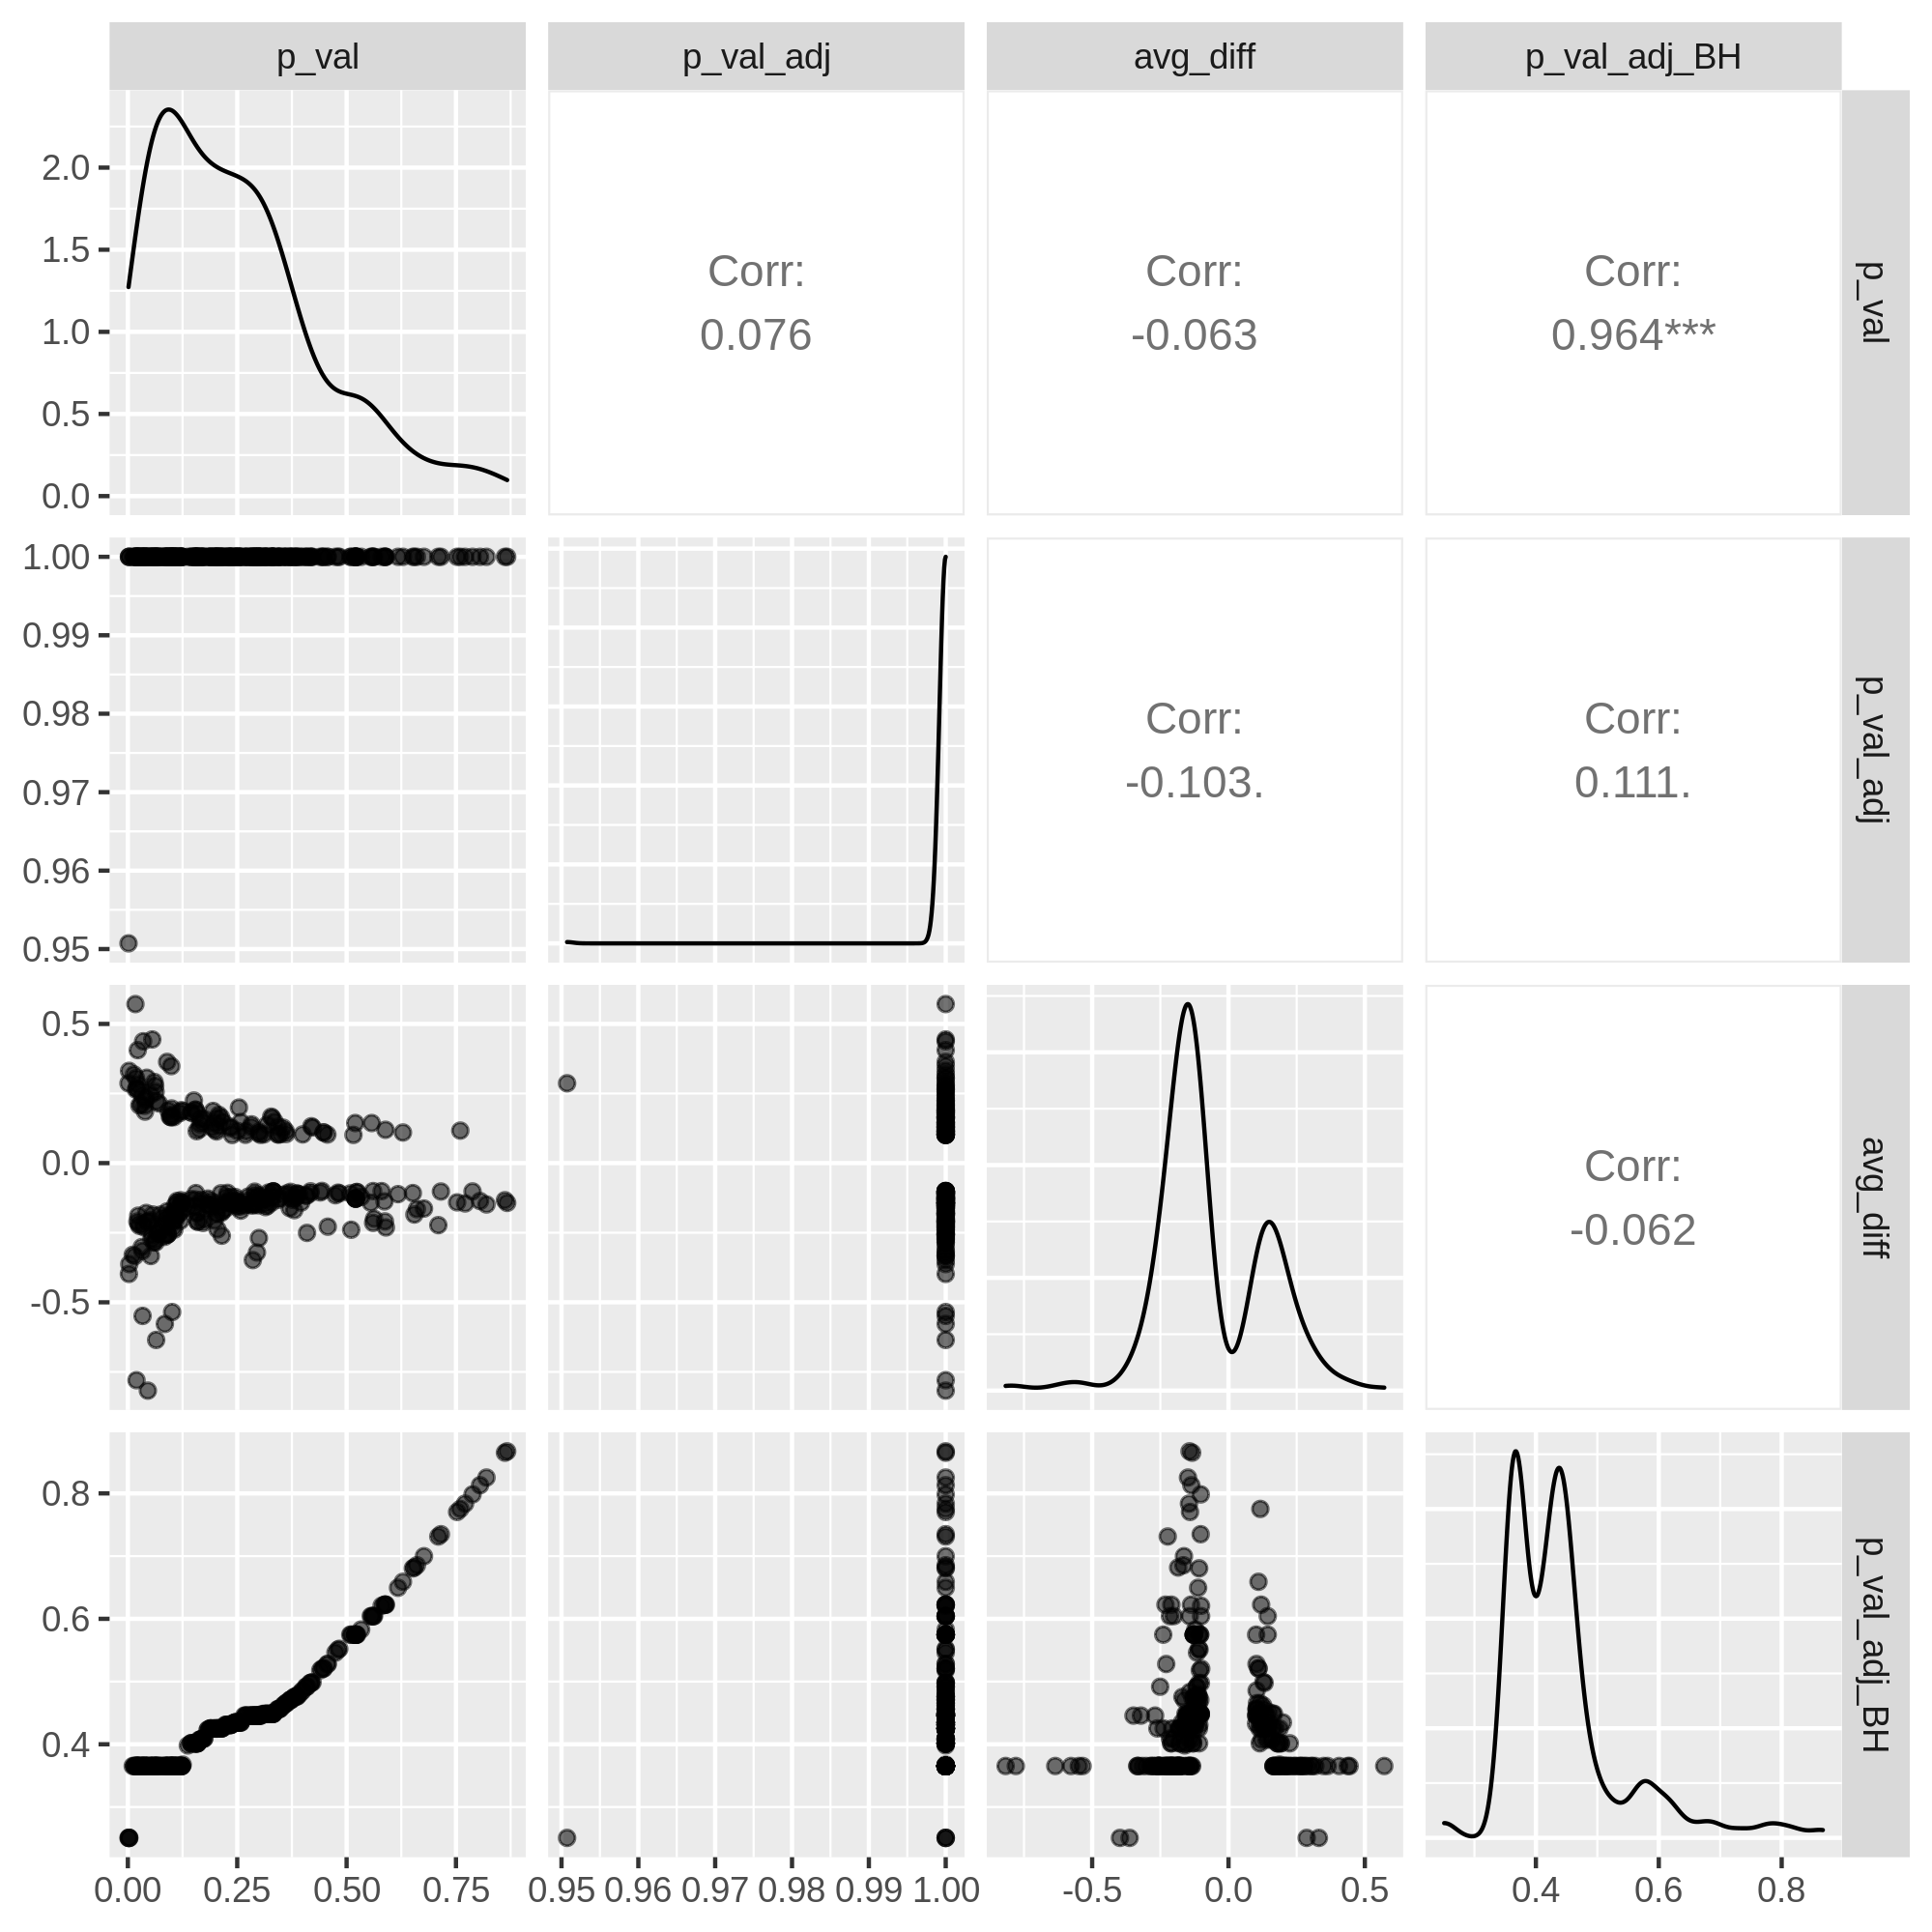 p_val
p_val_adj
avg_diff
p_val_adj_BH
2.0
1.5
1.0
0.5
0.0
Corr:
0.076
Corr:
-0.063
Corr:
0.964***
p_val
1.00
0.99
0.98
0.97
0.96
0.95
Corr:
-0.103.
Corr:
0.111.
p_val_adj
0.5
0.0
-0.5
Corr:
-0.062
avg_diff
0.8
0.6
0.4
p_val_adj_BH
0.00 0.25 0.50 0.75
0.95 0.96 0.97 0.98 0.99 1.00
-0.5 0.0 0.5
0.4 0.6 0.8